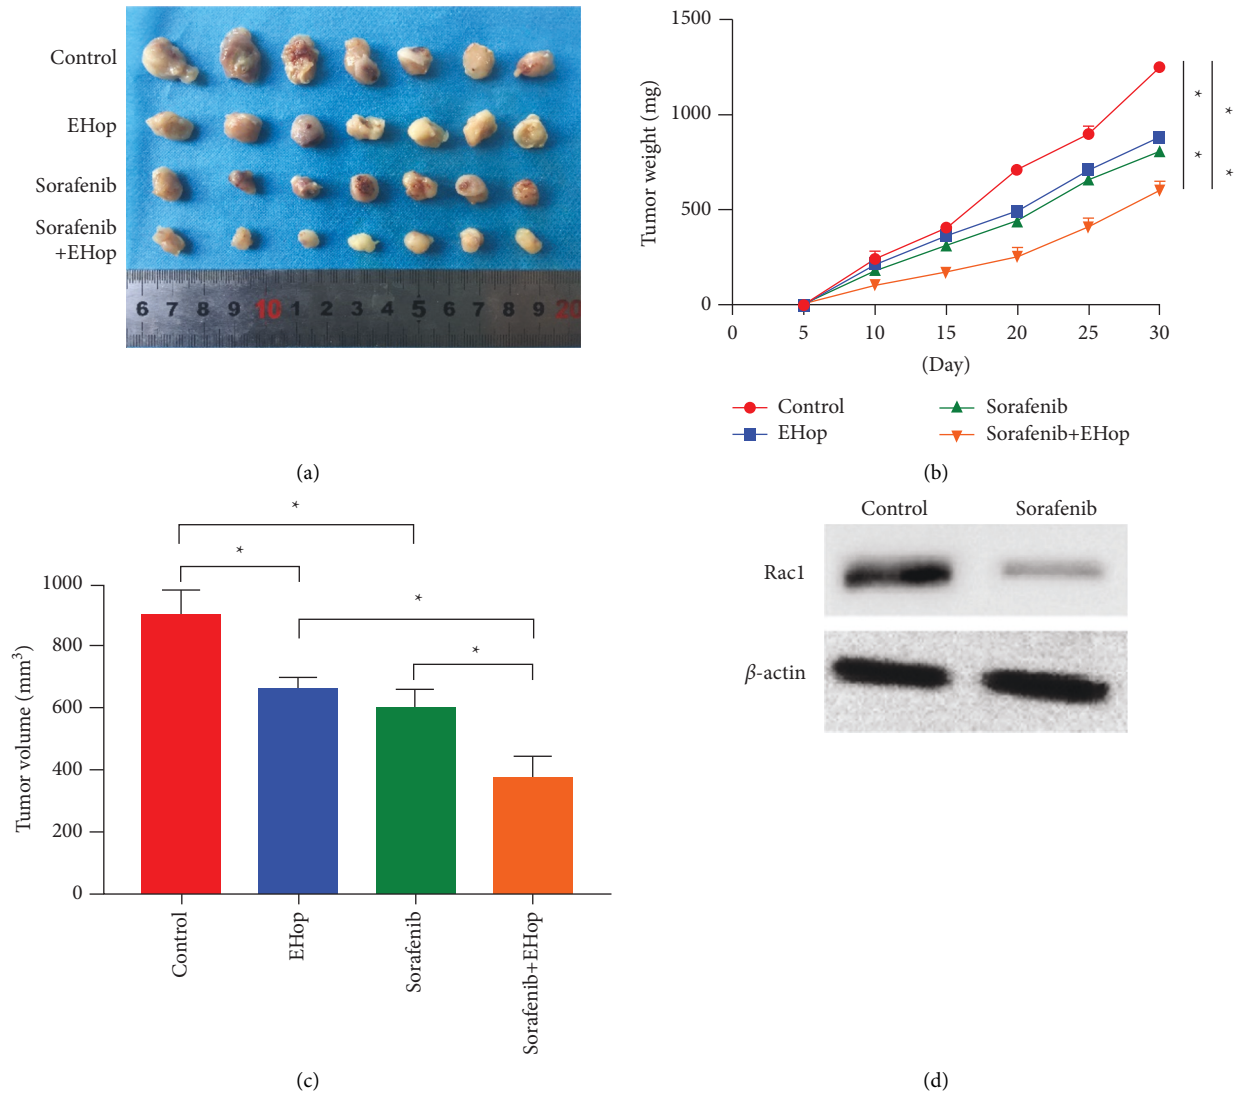 Control
EHop
Sorafenib
Sorafenib
+EHop
6 7 8 9 10 1 2 3 4 5 6 7 8 9 20
(a)
Tumor weight (mg)
1500
1000
500
0
0 5 10 15 20 25 30
(Day)
* *
* *
Control Sorafenib
EHop Sorafenib+EHop
(b)
Tumor volume (mm³)
1000
800
600
400
200
0
*
*
*
*
Control EHop Sorafenib Sorafenib+EHop
(c)
Control Sorafenib
Rac1
β-actin
(d)